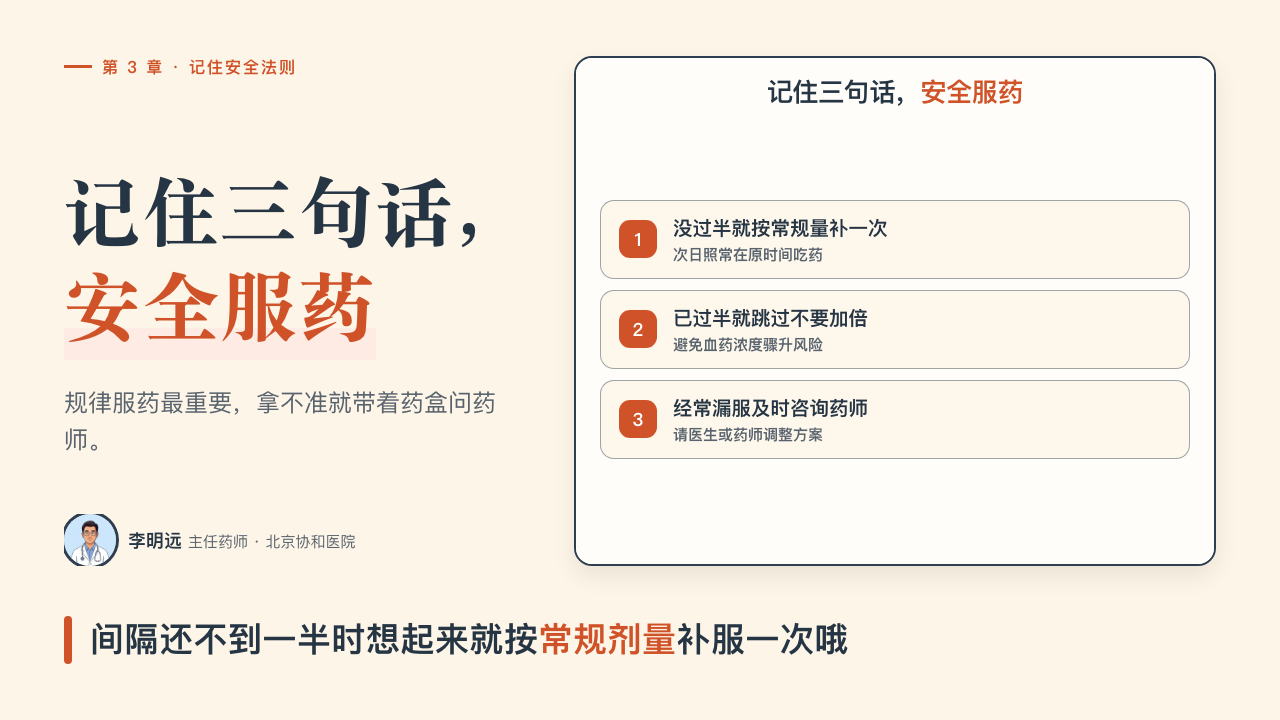 第 3 章 · 记住安全法则
记住三句话，
安全服药
规律服药最重要，拿不准就带着药盒问药
师。
李明远 主任药师 · 北京协和医院
记住三句话，安全服药
1
没过半就按常规量补一次
次日照常在原时间吃药
2
已过半就跳过不要加倍
避免血药浓度骤升风险
3
经常漏服及时咨询药师
请医生或药师调整方案
间隔还不到一半时想起来就按常规剂量补服一次哦